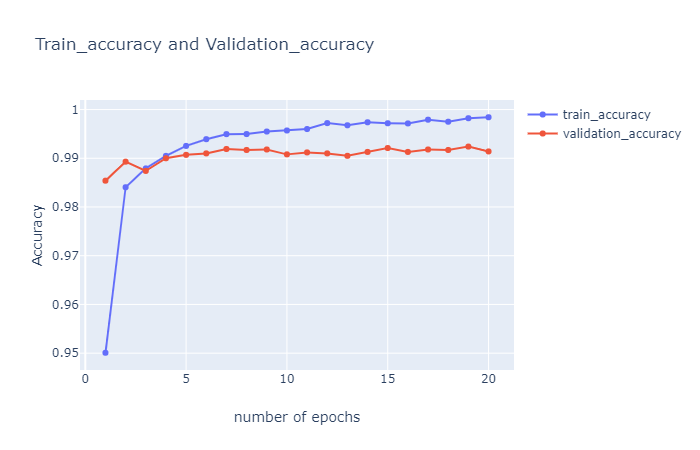 Train_accuracy and Validation_accuracy
train_accuracy
validation_accuracy
Accuracy
1
0.99
0.98
0.97
0.96
0.95
0 5 10 15 20
number of epochs